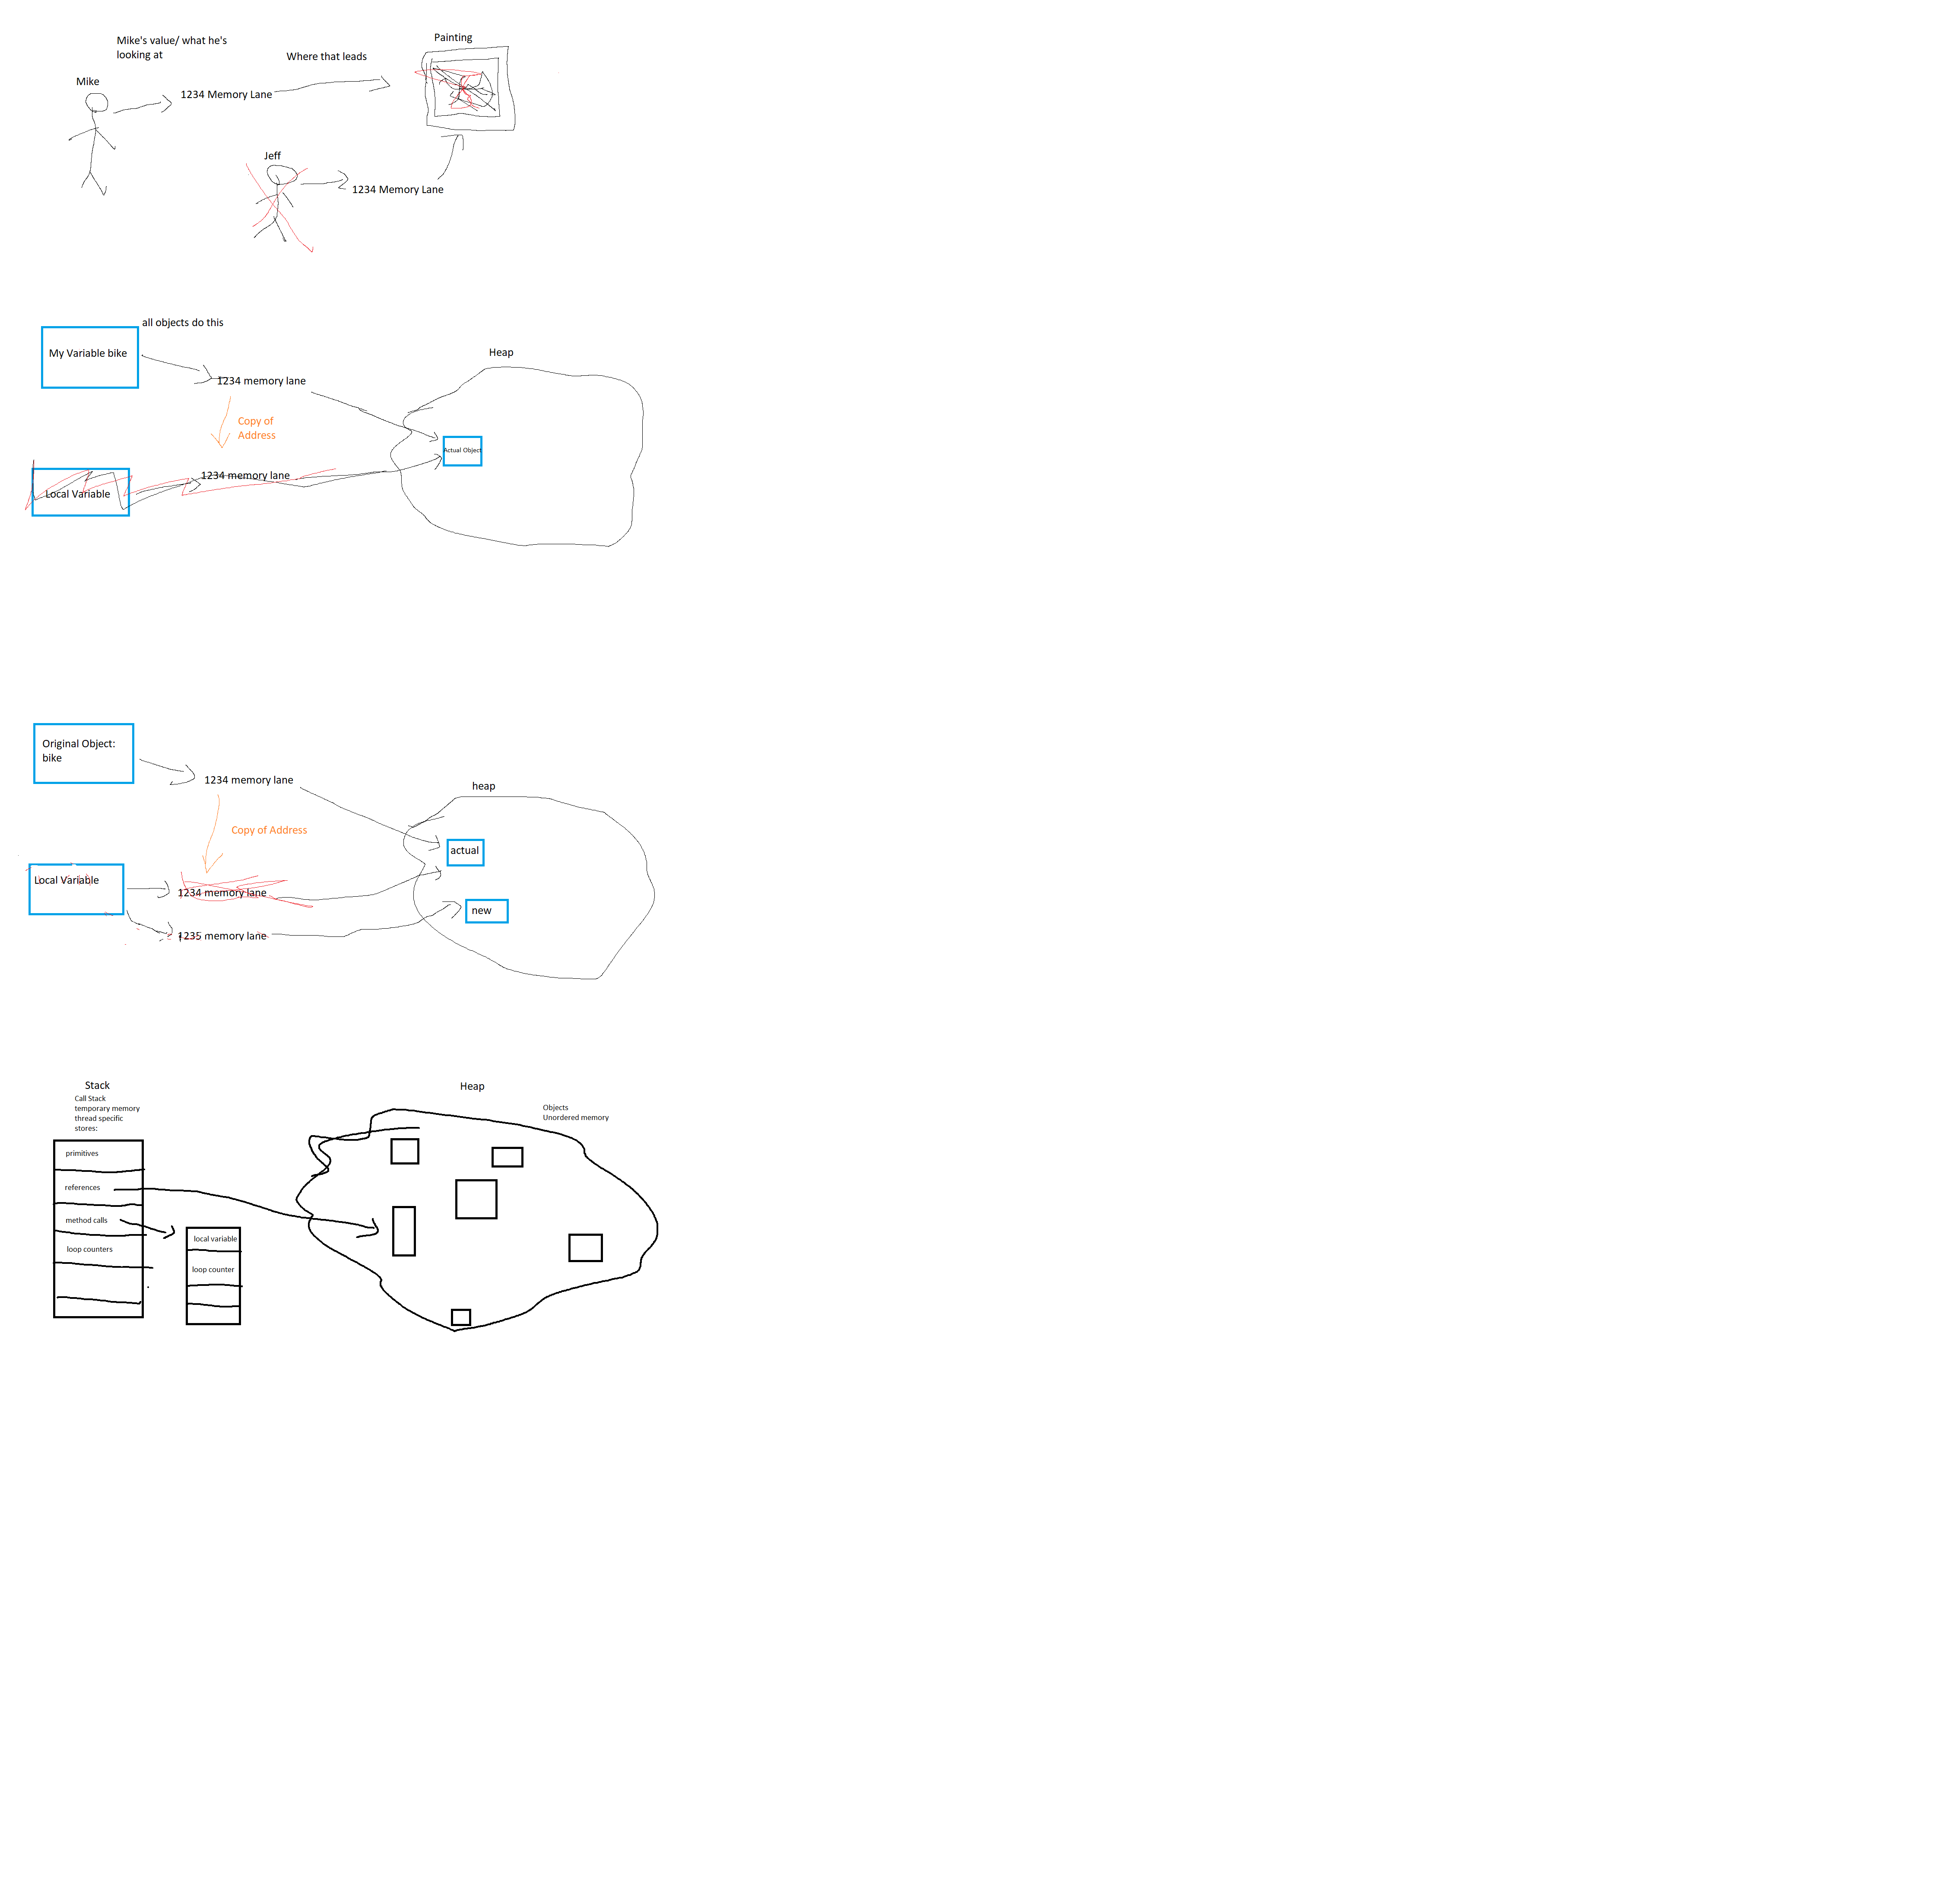 Mike's value/ what he's
looking at
Where that leads
Painting
Mike
1234 Memory Lane
Jeff
1234 Memory Lane
all objects do this
My Variable bike
Heap
1234 memory lane
Copy of
Address
Actual Object
1234 memory lane
Local Variable
Original Object:
bike
1234 memory lane
heap
Copy of Address
actual
Local Variable
1234 memory lane
new
1235 memory lane
Stack
Call Stack
temporary memory
thread specific
stores:
primitives
references
method calls
loop counters
local variable
loop counter
Heap
Objects
Unordered memory